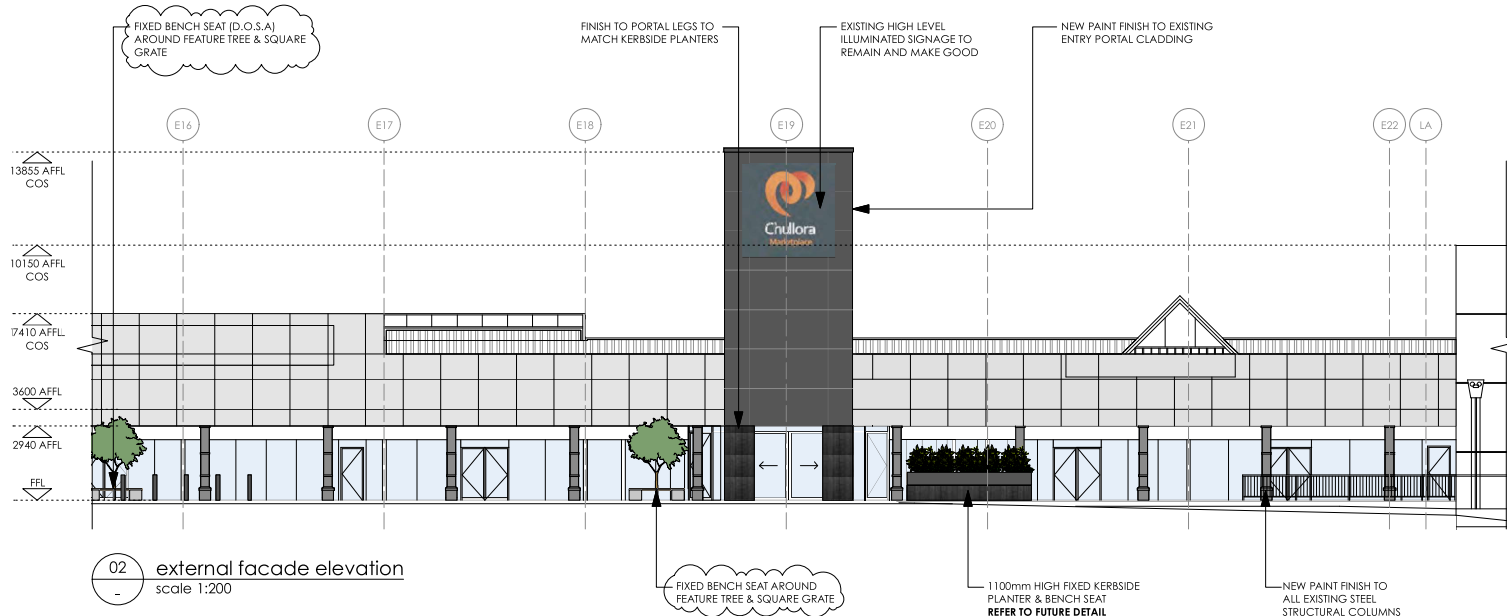 FIXED BENCH SEAT (D.O.S.A)
AROUND FEATURE TREE & SQUARE
GRATE
FINISH TO PORTAL LEGS TO
MATCH KERBSIDE PLANTERS
EXISTING HIGH LEVEL
ILLUMINATED SIGNAGE TO
REMAIN AND MAKE GOOD
NEW PAINT FINISH TO EXISTING
ENTRY PORTAL CLADDING
E16
E17
E18
E19
E20
E21
E22
LA
13855 AFFL
COS
10150 AFFL
COS
7410 AFFL
COS
3600 AFFL
2940 AFFL
FFL
Chullora
Marketplace
02
-
external facade elevation
scale 1:200
FIXED BENCH SEAT AROUND
FEATURE TREE & SQUARE GRATE
1100mm HIGH FIXED KERBSIDE
PLANTER & BENCH SEAT
REFER TO FUTURE DETAIL
NEW PAINT FINISH TO
ALL EXISTING STEEL
STRUCTURAL COLUMNS